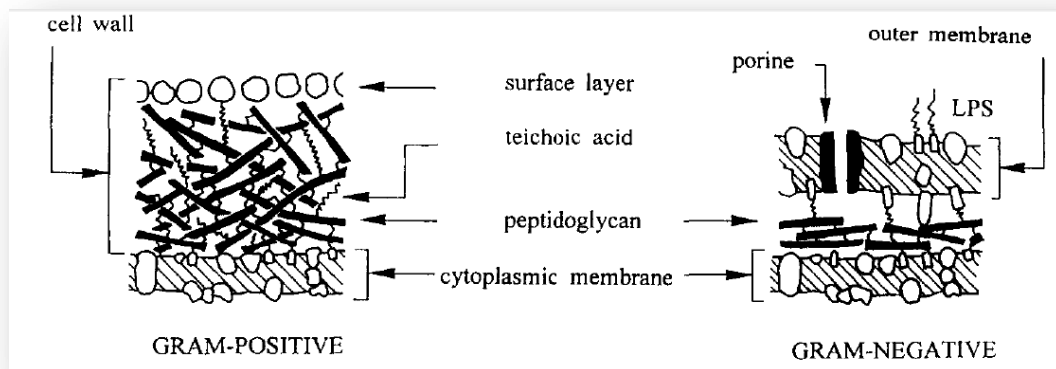 cell wall
outer membrane
porine
surface layer
LPS
teichoic acid
peptidoglycan
cytoplasmic membrane
GRAM-POSITIVE
GRAM-NEGATIVE